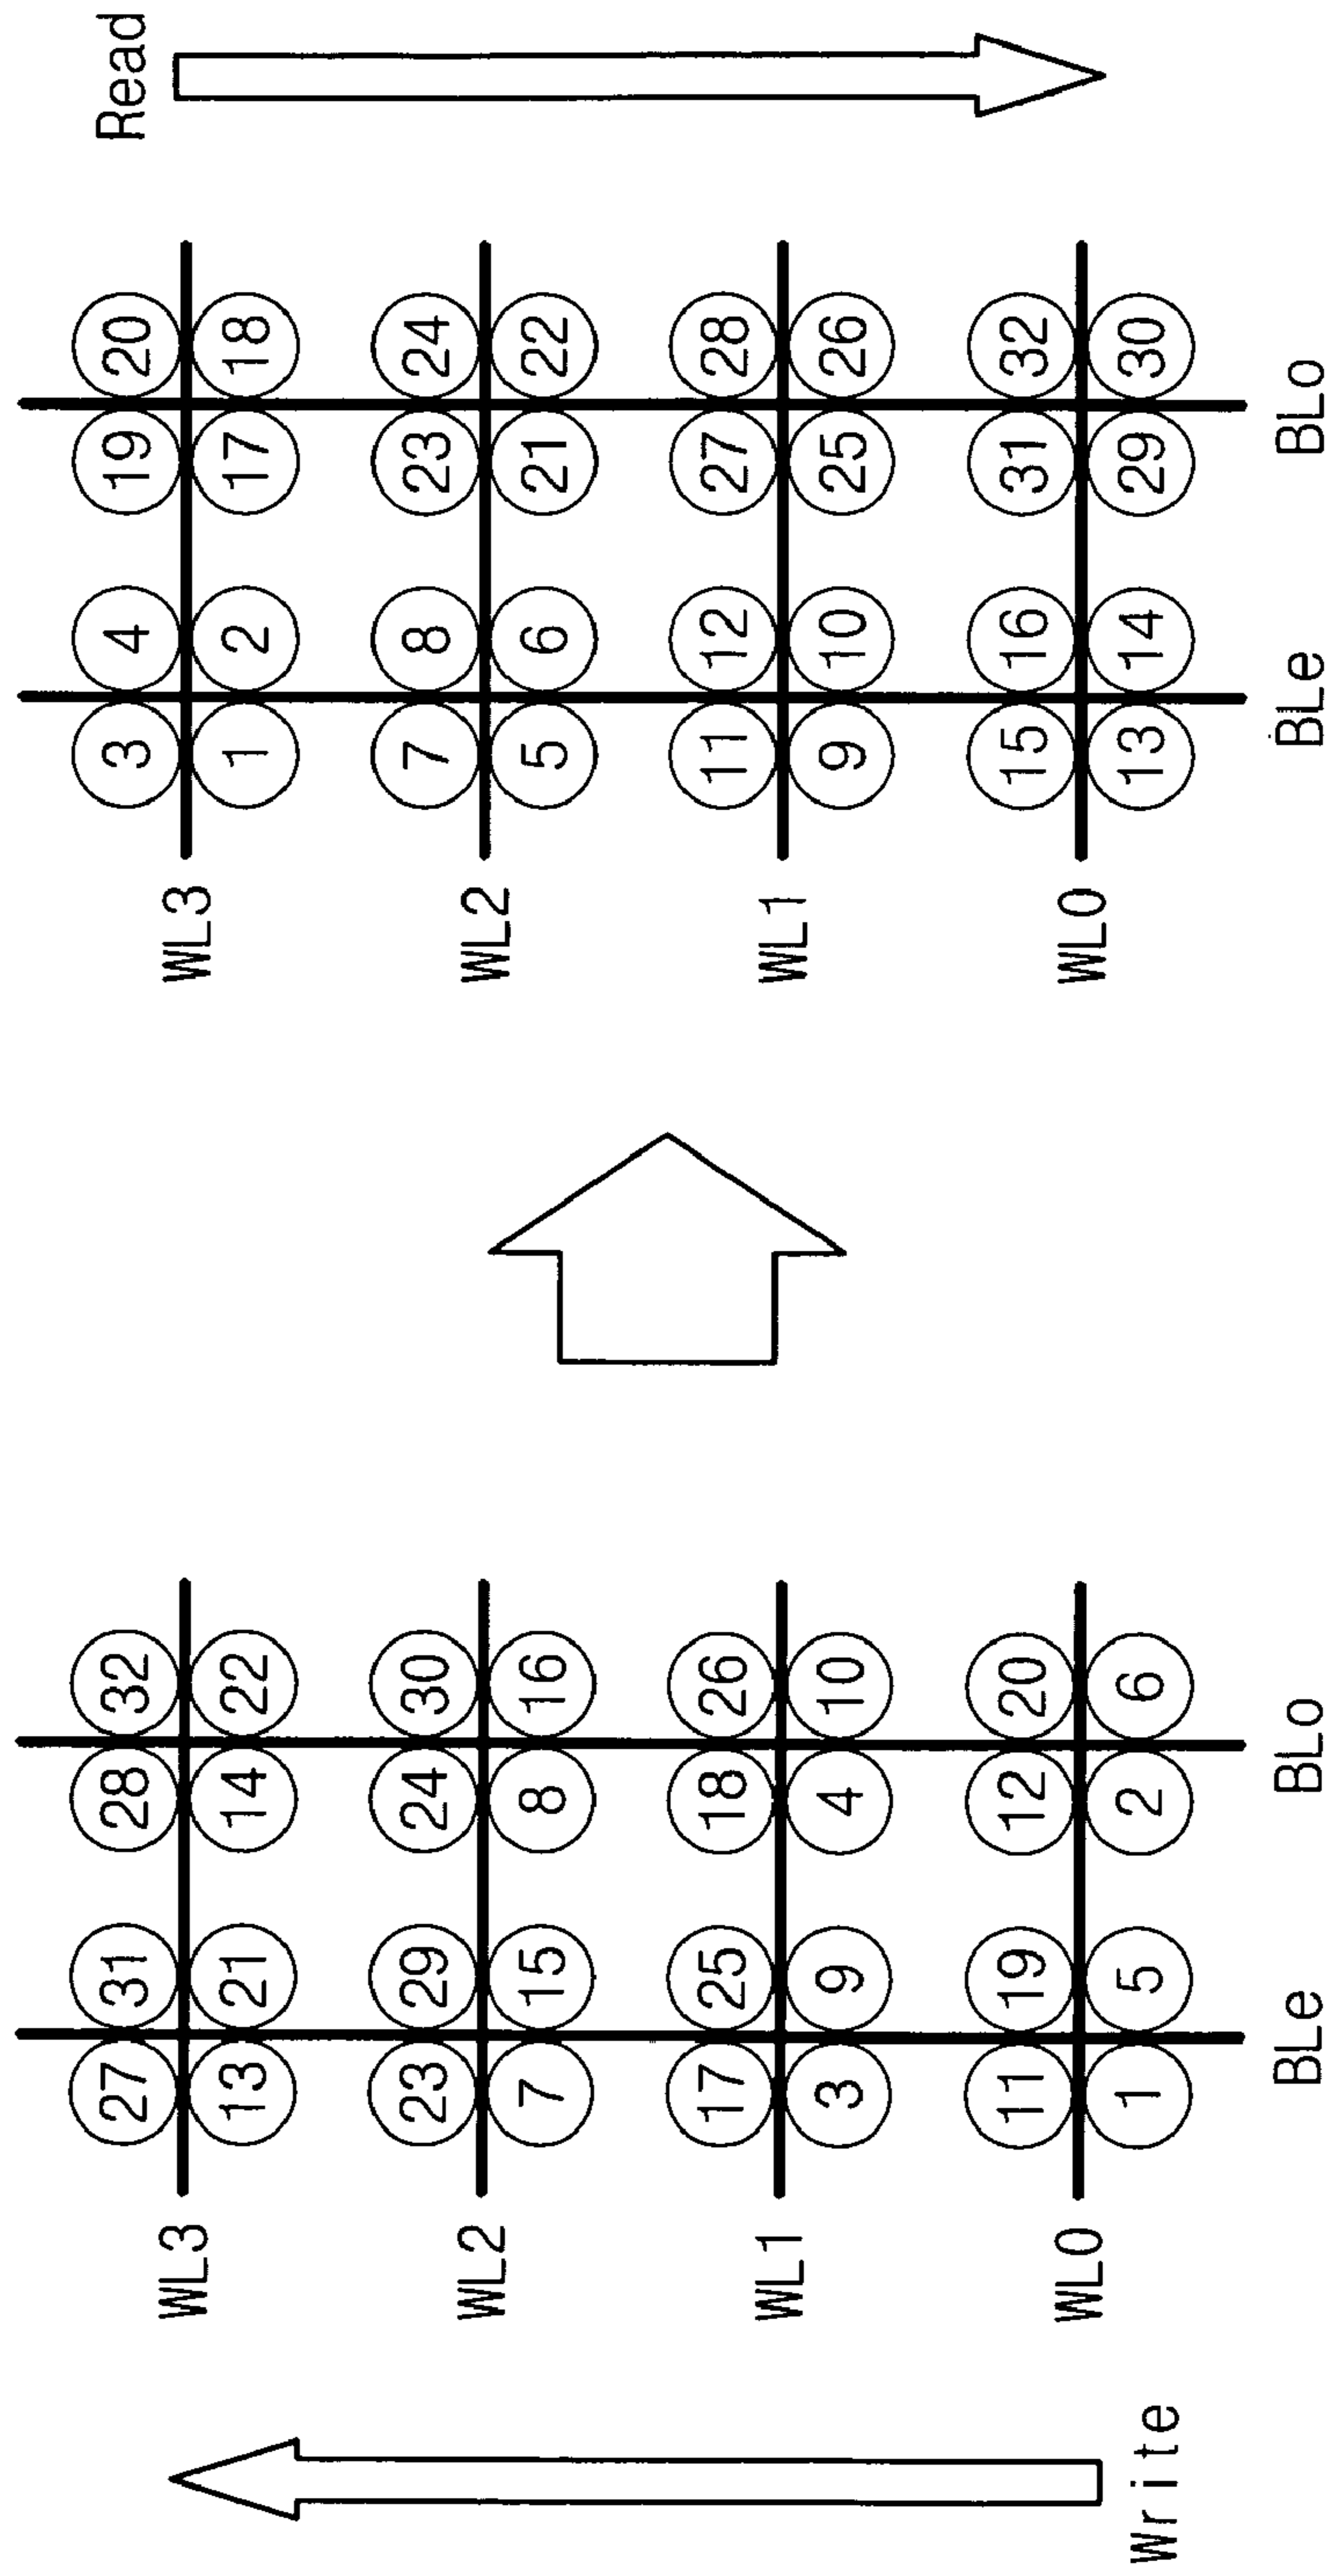 27 31 28 32 3 4 19 20 Read
WL3 WL3
13 21 14 22 1 2 17 18
23 29 24 30 7 8 23 24
WL2 WL2
7 15 8 16 5 6 21 22
17 25 18 26 11 12 27 28
WL1 WL1
3 9 4 10 9 10 25 26
11 19 12 20 15 16 31 32
WL0 WL0
Write 1 5 2 6 13 14 29 30
BLe BLo BLe BLo